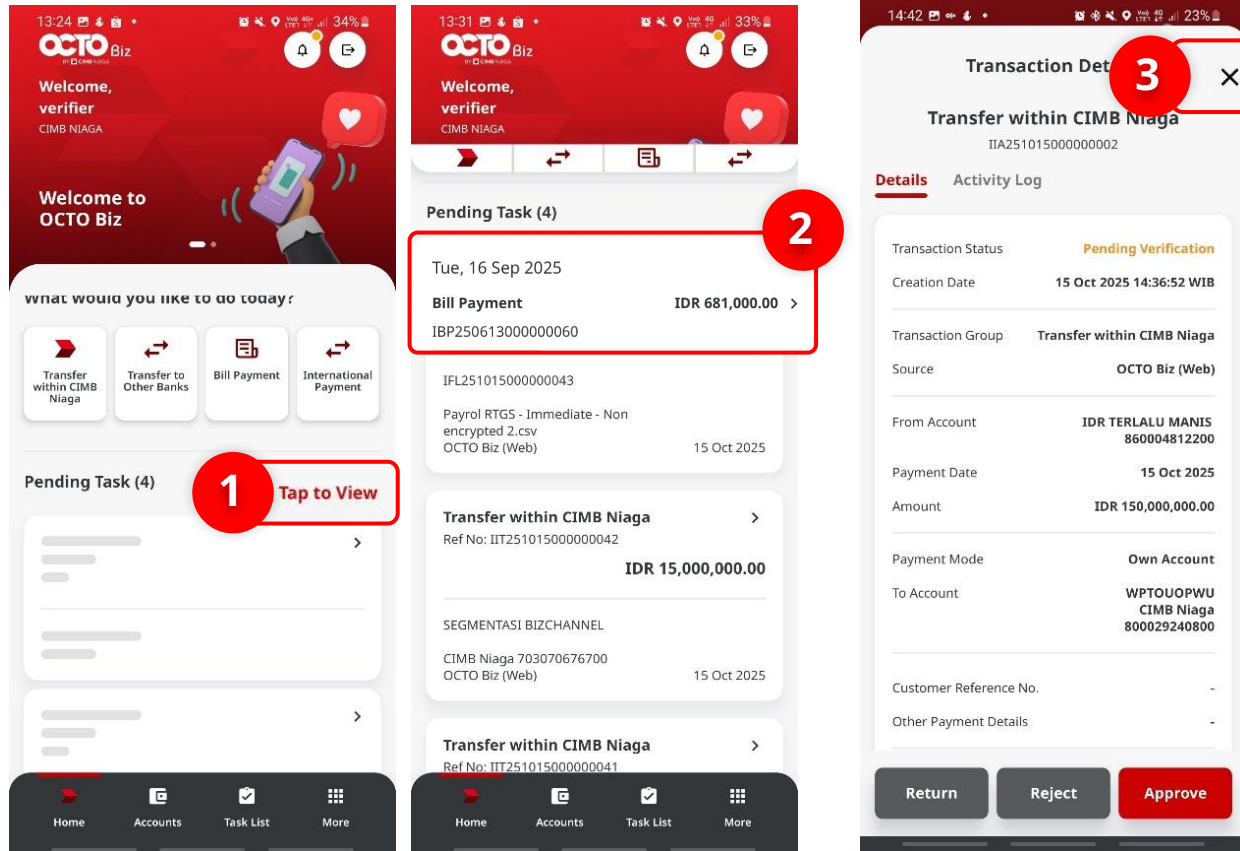 13:24
34%
OCTO Biz
BY CIMB NIAGA
Welcome,
verifier
CIMB NIAGA
Welcome to
OCTO Biz
What would you like to do today?
Transfer
within CIMB
Niaga
Transfer to
Other Banks
Bill Payment
International
Payment
Pending Task (4)
1
Tap to View
Home
Accounts
Task List
More
13:31
33%
OCTO Biz
BY CIMB NIAGA
Welcome,
verifier
CIMB NIAGA
Pending Task (4)
2
Tue, 16 Sep 2025
Bill Payment
IDR 681,000.00
IBP250613000000060
IFL251015000000043
Payrol RTGS - Immediate - Non
encrypted 2.csv
OCTO Biz (Web)
15 Oct 2025
Transfer within CIMB Niaga
Ref No: IIT251015000000042
IDR 15,000,000.00
SEGMENTASI BIZCHANNEL
CIMB Niaga 703070676700
OCTO Biz (Web)
15 Oct 2025
Transfer within CIMB Niaga
Ref No: IIT251015000000041
Home
Accounts
Task List
More
14:42
23%
Transaction Det
3
Transfer within CIMB Niaga
IIA251015000000002
Details
Activity Log
Transaction Status
Pending Verification
Creation Date
15 Oct 2025 14:36:52 WIB
Transaction Group
Transfer within CIMB Niaga
Source
OCTO Biz (Web)
From Account
IDR TERLALU MANIS
860004812200
Payment Date
15 Oct 2025
Amount
IDR 150,000,000.00
Payment Mode
Own Account
To Account
WPTOUOPWU
CIMB Niaga
800029240800
Customer Reference No.
-
Other Payment Details
-
Return
Reject
Approve